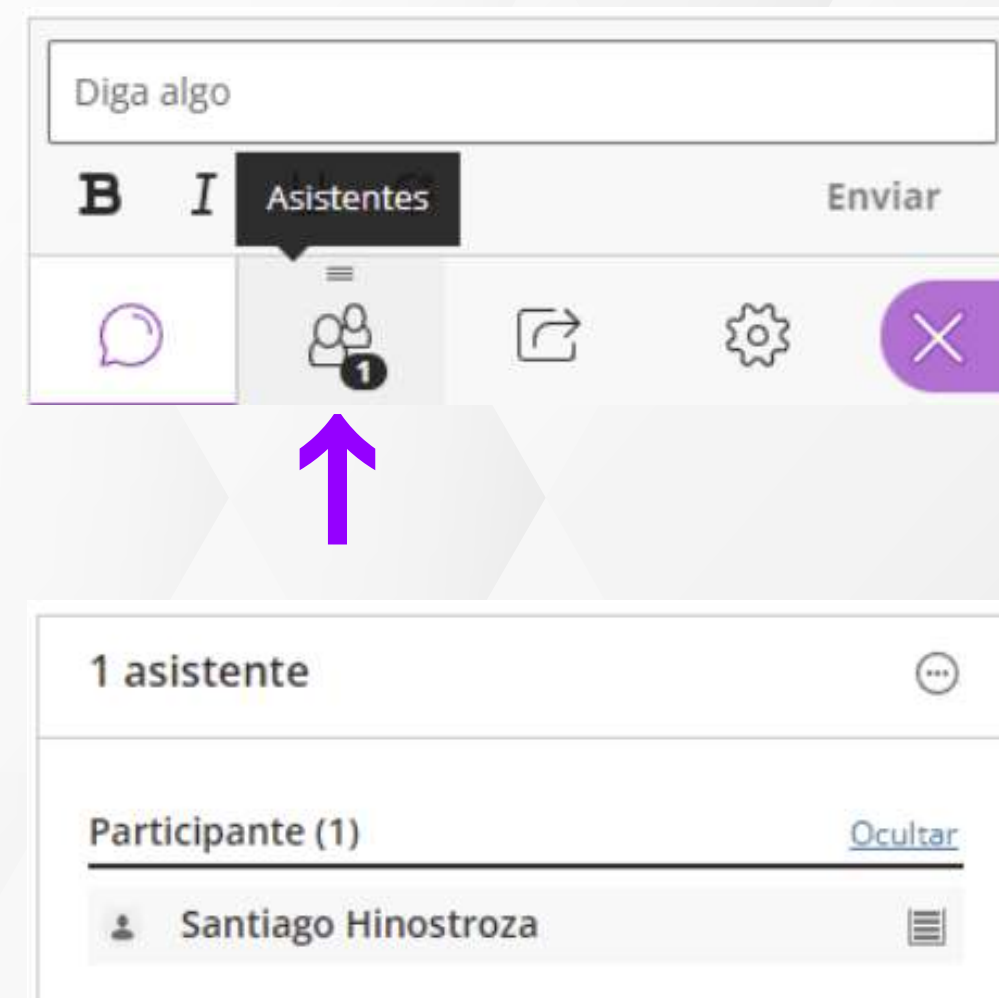 Diga algo
B I Asistentes Enviar
1
1 asistente
Participante (1) Ocultar
Santiago Hinostroza